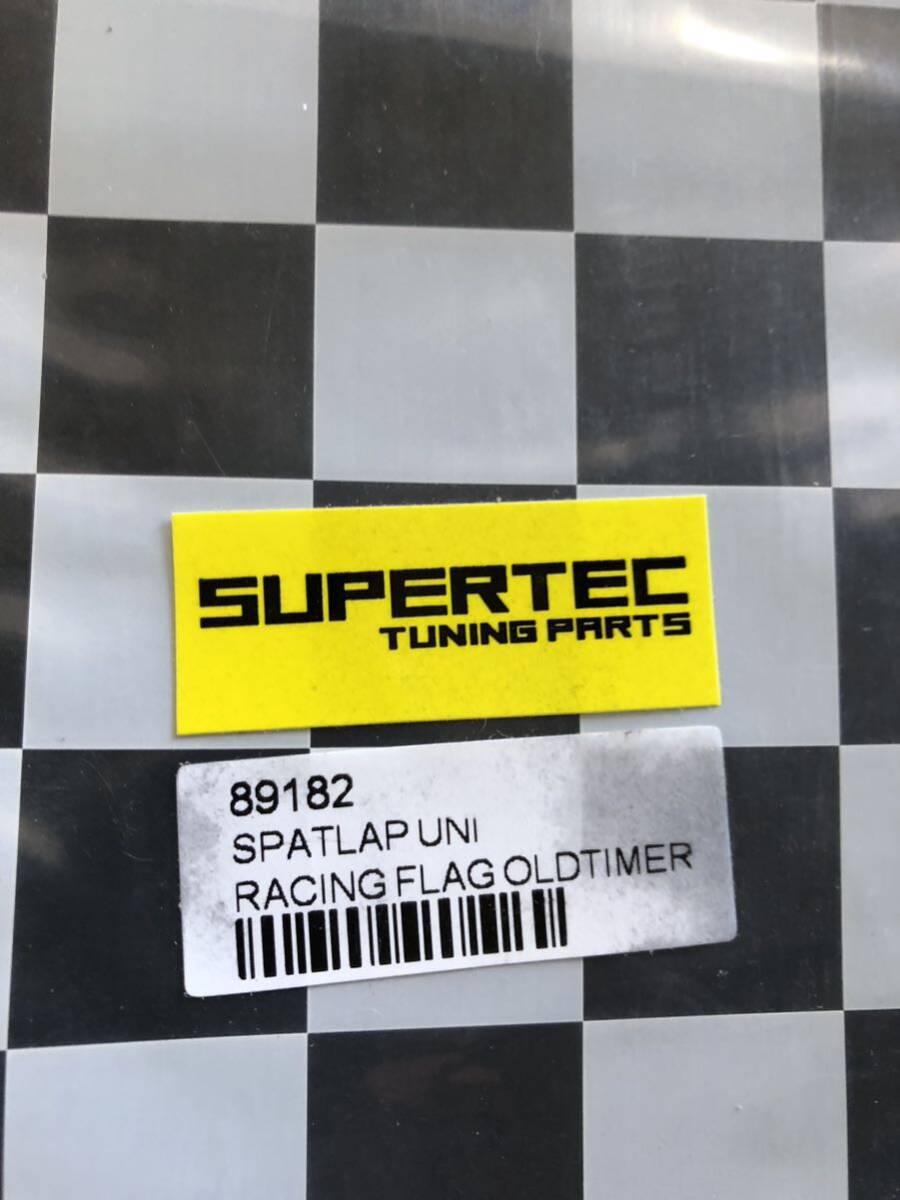 SUPERTEC
TUNING PARTS
89182
SPATLAP UNI
RACING FLAG OLDTIMER